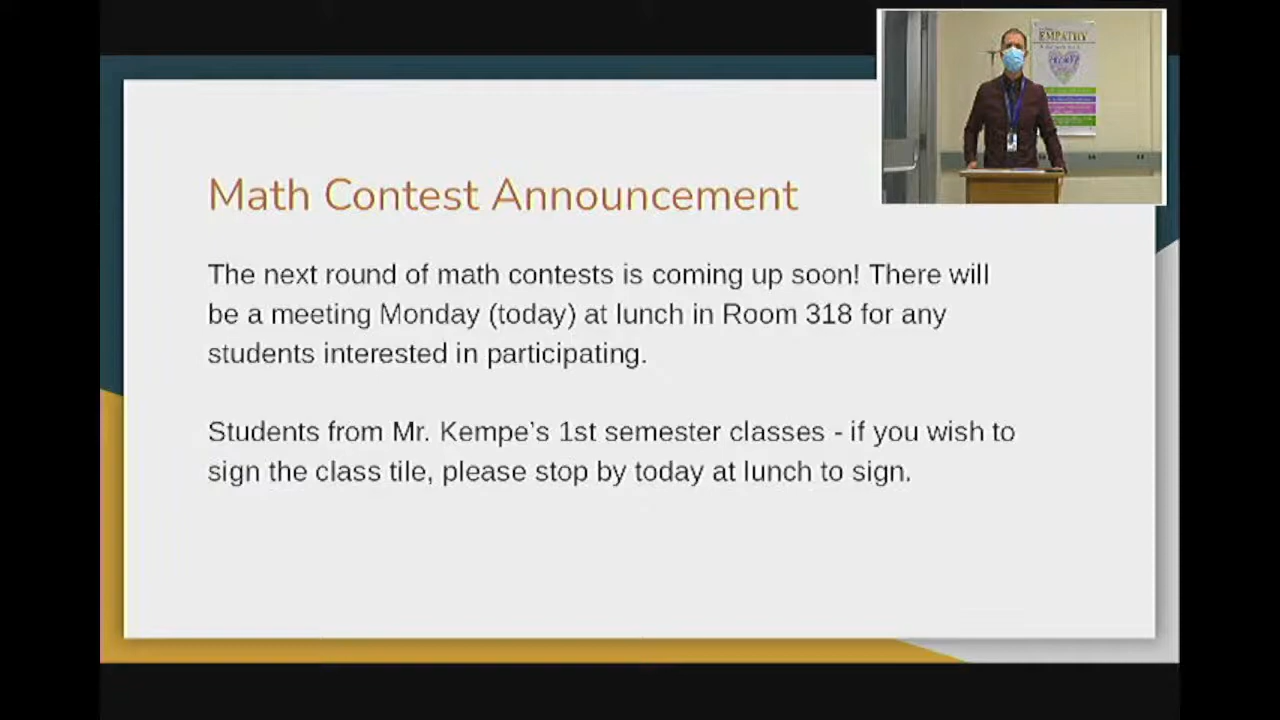 EMPATHY
Math Contest Announcement
The next round of math contests is coming up soon! There will
be a meeting Monday (today) at lunch in Room 318 for any
students interested in participating.
Students from Mr. Kempe’s 1st semester classes - if you wish to
sign the class tile, please stop by today at lunch to sign.